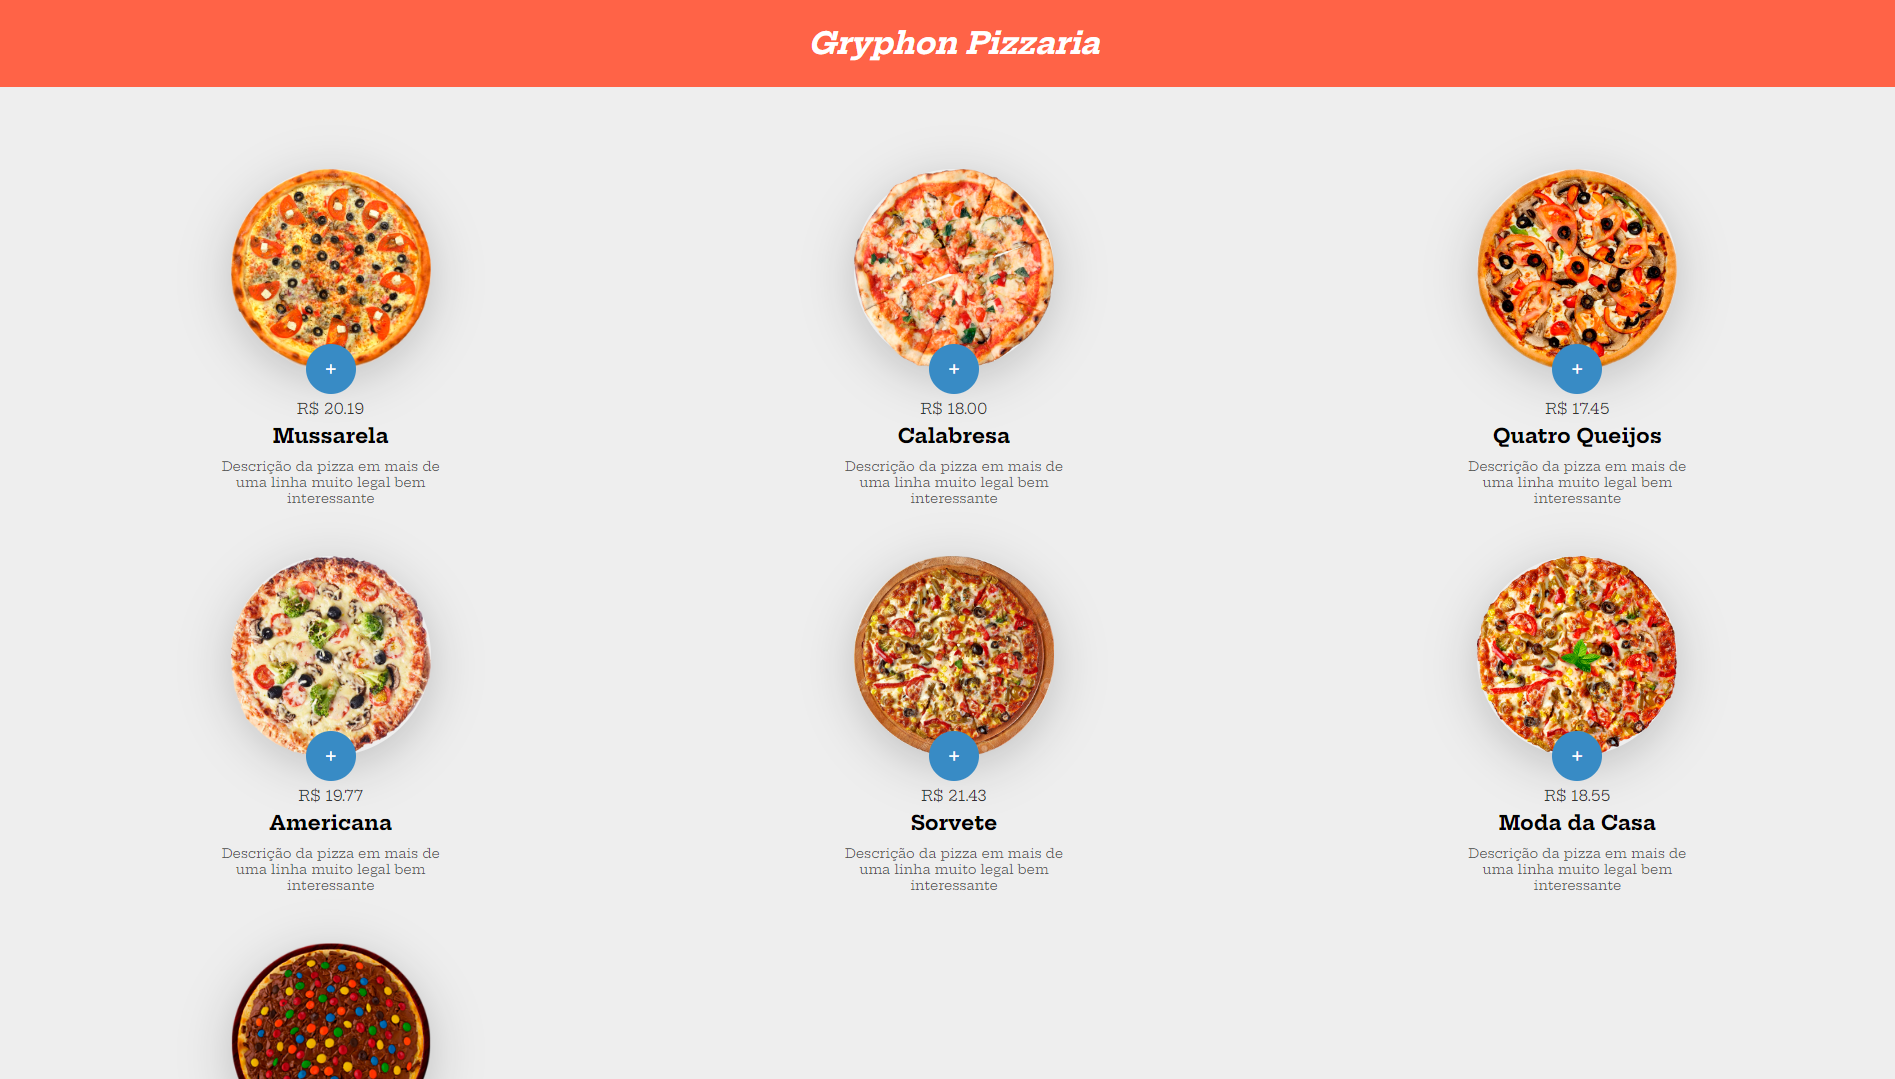 Gryphon Pizzaria
+
R$ 20.19
Mussarela
Descrição da pizza em mais de
uma linha muito legal bem
interessante
+
R$ 18.00
Calabresa
Descrição da pizza em mais de
uma linha muito legal bem
interessante
+
R$ 17.45
Quatro Queijos
Descrição da pizza em mais de
uma linha muito legal bem
interessante
+
R$ 19.77
Americana
Descrição da pizza em mais de
uma linha muito legal bem
interessante
+
R$ 21.43
Sorvete
Descrição da pizza em mais de
uma linha muito legal bem
interessante
+
R$ 18.55
Moda da Casa
Descrição da pizza em mais de
uma linha muito legal bem
interessante